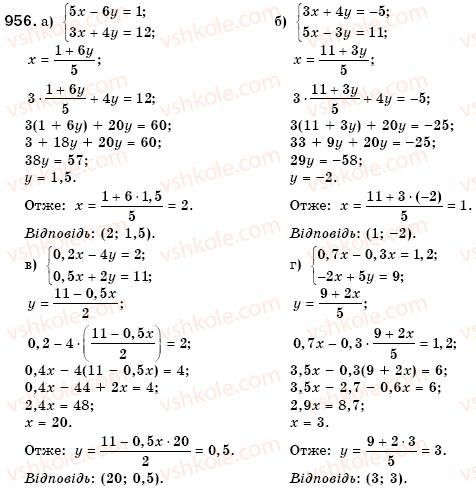 956. а) {5x − 6y = 1;
{3x + 4y = 12;
x = (1 + 6y)/5;
3 · (1 + 6y)/5 + 4y = 12;
3(1 + 6y) + 20y = 60;
3 + 18y + 20y = 60;
38y = 57;
y = 1,5.
Отже: x = (1 + 6 · 1,5)/5 = 2.
Відповідь: (2; 1,5).
б) {3x + 4y = −5;
{5x − 3y = 11;
x = (11 + 3y)/5;
3 · (11 + 3y)/5 + 4y = −5;
3(11 + 3y) + 20y = −25;
33 + 9y + 20y = −25;
29y = −58;
y = −2.
Отже: x = (11 + 3 · (−2))/5 = 1.
Відповідь: (1; −2).
в) {0,2x − 4y = 2;
{0,5x + 2y = 11;
y = (11 − 0,5x)/2;
0,2 − 4 · ((11 − 0,5x)/2) = 2;
0,4x − 4(11 − 0,5x) = 4;
0,4x − 44 + 2x = 4;
2,4x = 48;
x = 20.
Отже: y = (11 − 0,5x · 20)/2 = 0,5.
Відповідь: (20; 0,5).
г) {0,7x − 0,3x = 1,2;
{−2x + 5y = 9;
y = (9 + 2x)/5;
0,7x − 0,3 · (9 + 2x)/5 = 1,2;
3,5x − 0,3(9 + 2x) = 6;
3,5x − 2,7 − 0,6x = 6;
2,9x = 8,7;
x = 3.
Отже: y = (9 + 2 · 3)/5 = 3.
Відповідь: (3; 3).